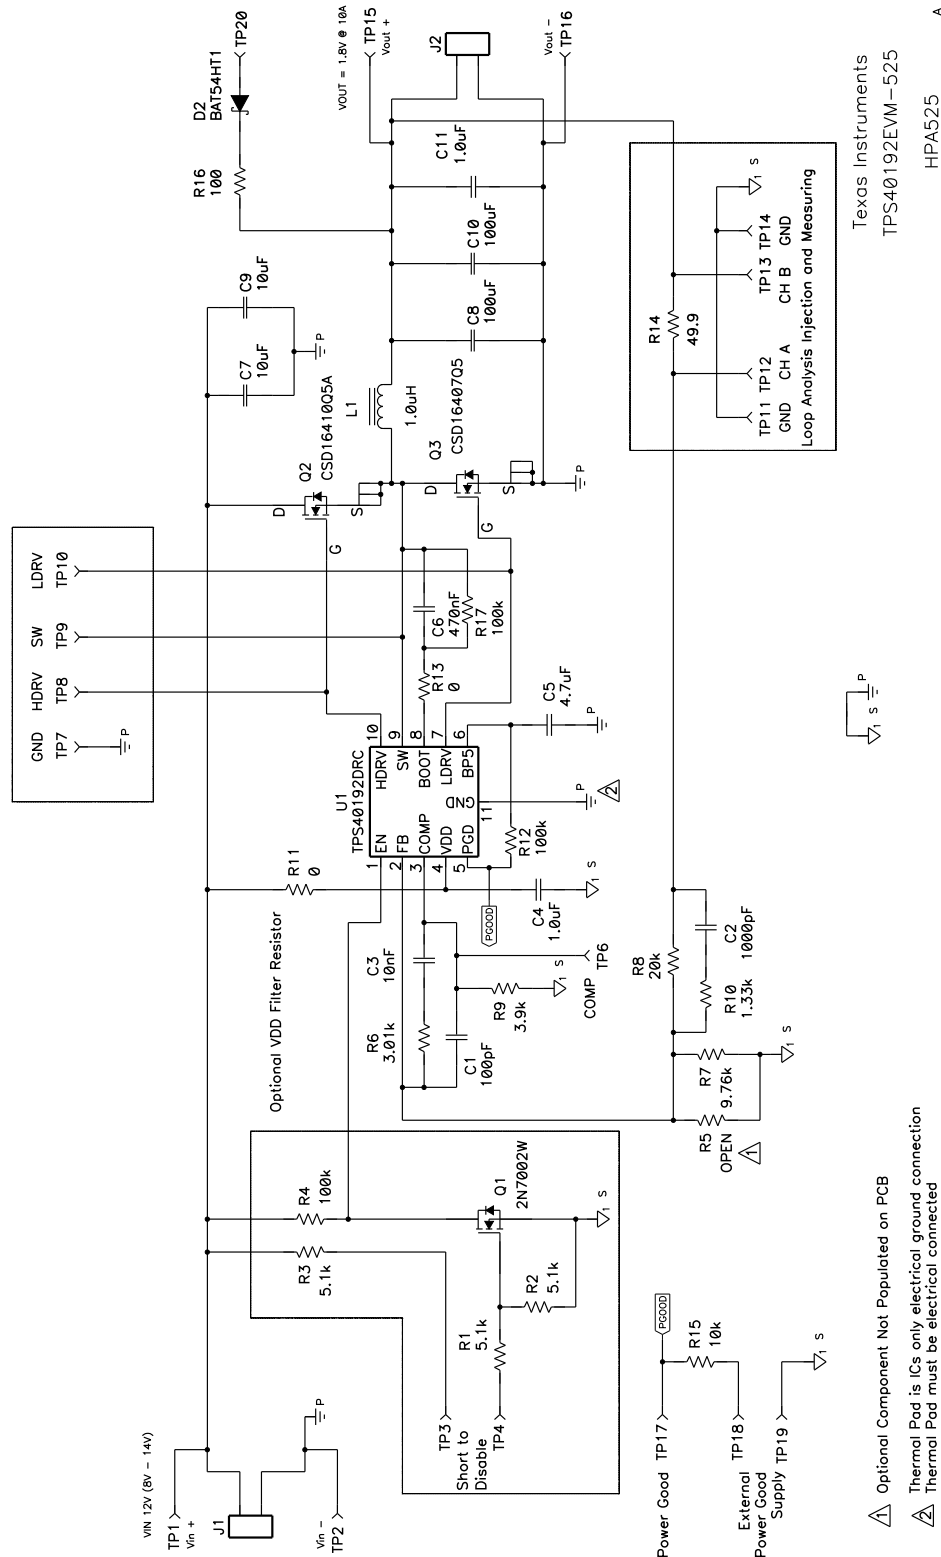 VIN 12V (8V - 14V)
TP1
Vin +
J1
Vin -
TP2
P
GND
TP7
P
HDRV
TP8
SW
TP9
LDRV
TP10
R3
5.1k
R4
100k
TP3
Short to
Disable
TP4
R1
5.1k
R2
5.1k
Q1
2N7002W
1 S
Optional VDD Filter Resistor
R11
0
U1
TPS40192DRC
1
EN
2
FB
3
COMP
4
VDD
5
PGD
10
HDRV
9
SW
8
BOOT
7
LDRV
6
BP5
GND
11
P
2
R6
3.01k
C3
10nF
C1
100pF
R9
3.9k
1 S
COMP
TP6
PGOOD
C4
1.0uF
1 S
R12
100k
C5
4.7uF
P
R13
0
C6
470nF
R17
100k
D
G
S
Q2
CSD16410Q5A
D
G
S
Q3
CSD16407Q5
P
C7
10uF
C9
10uF
P
L1
1.0uH
C8
100uF
C10
100uF
C11
1.0uF
R16
100
D2
BAT54HT1
TP20
VOUT = 1.8V @ 10A
TP15
Vout +
J2
Vout -
TP16
R5
OPEN
1
R7
9.76k
1 S
R8
20k
R10
1.33k
C2
1000pF
1 S
P
R14
49.9
TP11
GND
TP12
CH A
TP13
CH B
TP14
GND
1 S
Loop Analysis Injection and Measuring
Power Good TP17
PGOOD
R15
10k
External
Power Good
Supply
TP18
TP19
1 S
1 Optional Component Not Populated on PCB
2 Thermal Pad is ICs only electrical ground connection
Thermal Pad must be electrical connected
Texas Instruments
TPS40192EVM-525
HPA525
A